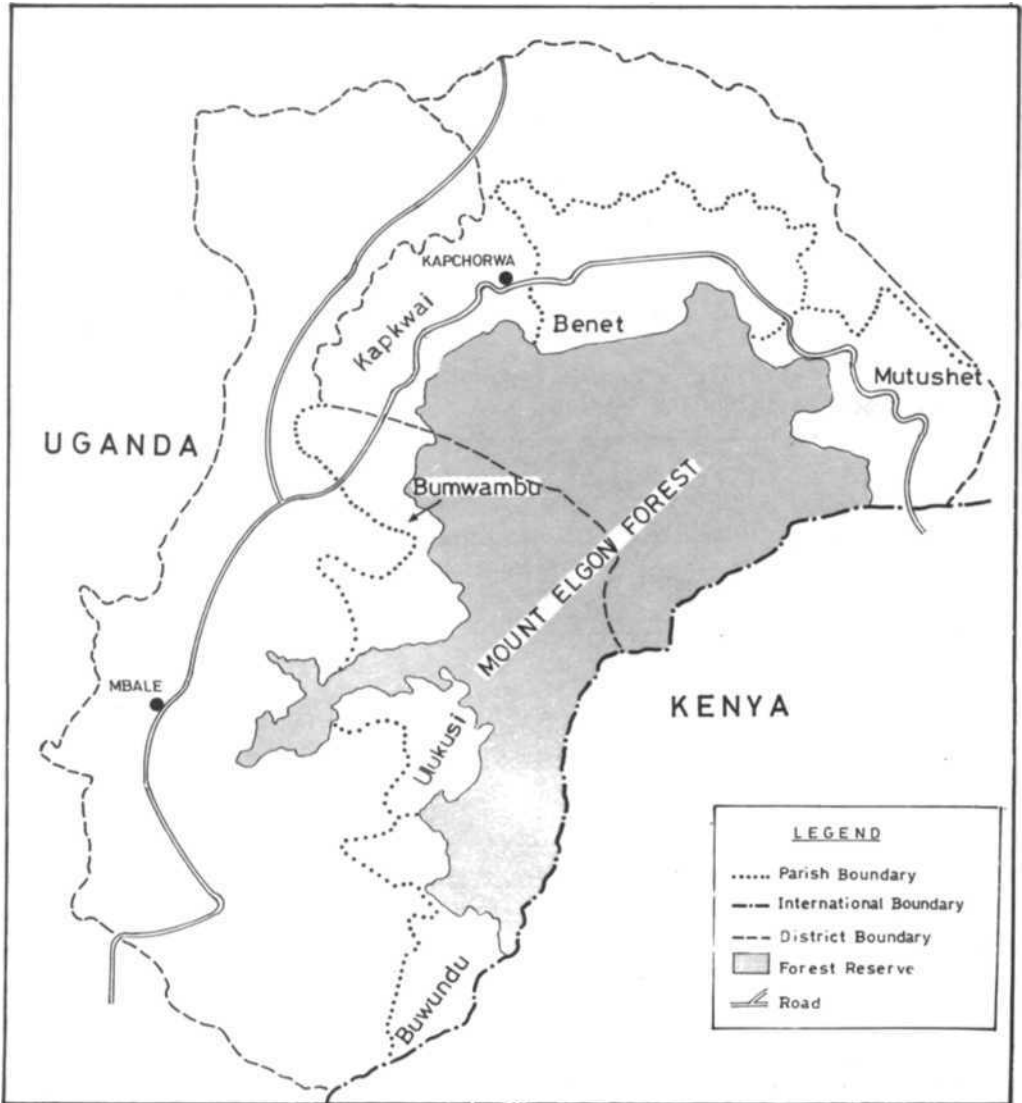 KAPCHORWA
Kapkwai
Benet
Mutushet
UGANDA
Bumwambu
MOUNT ELGON FOREST
MBALE
Ulukusi
KENYA
Buwundu
LEGEND
Parish Boundary
International Boundary
District Boundary
Forest Reserve
Road